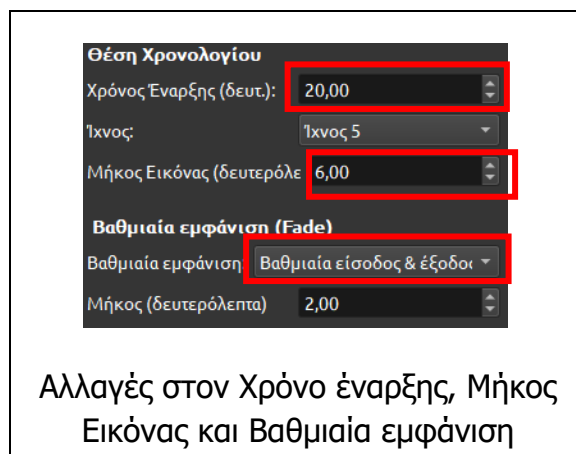 Θέση Χρονολογίου
Χρόνος Έναρξης (δευτ.): 20,00
Ίχνος: Ίχνος 5
Μήκος Εικόνας (δευτερόλε 6,00
Βαθμιαία εμφάνιση (Fade)
Βαθμιαία εμφάνιση Βαθμιαία είσοδος & έξοδος
Μήκος (δευτερόλεπτα) 2,00
Αλλαγές στον Χρόνο έναρξης, Μήκος
Εικόνας και Βαθμιαία εμφάνιση